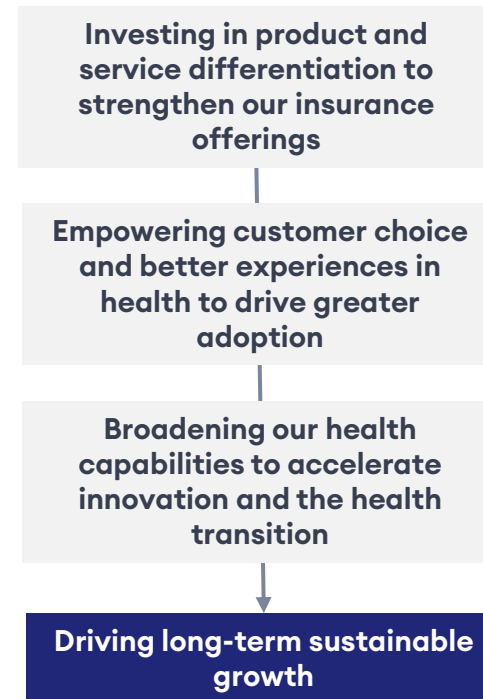 Investing in product and
service differentiation to
strengthen our insurance
offerings
Empowering customer choice
and better experiences in
health to drive greater
adoption
Broadening our health
capabilities to accelerate
innovation and the health
transition
Driving long-term sustainable
growth